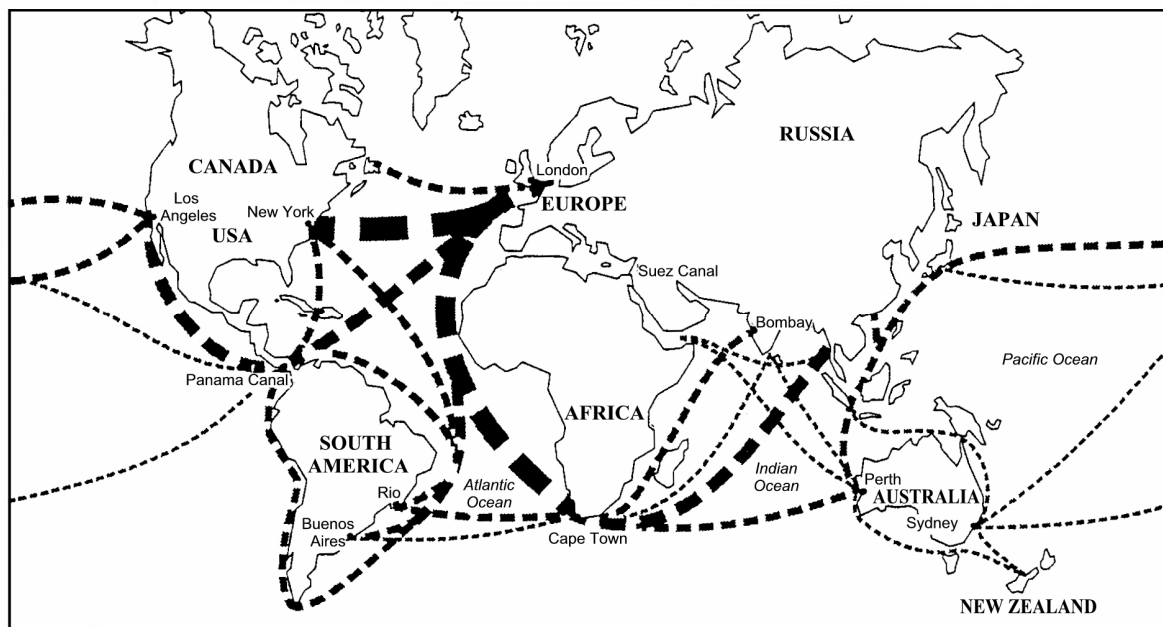 RUSSIA
CANADA
London
Los
Angeles
New York
EUROPE
JAPAN
USA
Suez Canal
Bombay
Pacific Ocean
Panama Canal
AFRICA
SOUTH
AMERICA
Atlantic
Ocean
Indian
Ocean
Perth
AUSTRALIA
Rio
Buenos
Aires
Sydney
Cape Town
NEW ZEALAND